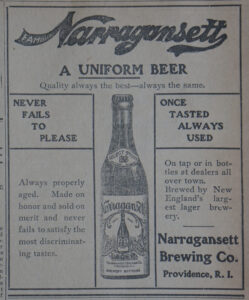 FAMOUS
Narragansett
A UNIFORM BEER
Quality always the best—always the same.
NEVER
FAILS
TO
PLEASE
Always properly
aged. Made on
honor and sold on
merit and never
fails to satisfy the
most discriminat-
ing tastes.
Narragansett
ONCE
TASTED
ALWAYS
USED
On tap or in bot-
tles at dealers all
over town.
Brewed by New
England's larg-
est lager brew-
ery.
Narragansett
Brewing Co.
Providence, R. I.